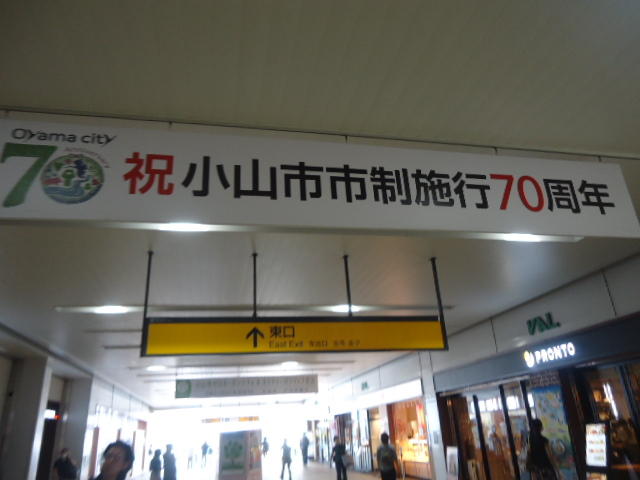 Oyama city
70
Anniversary
祝 小山市市制施行70周年
東口
East Exit
VAL
PRONTO